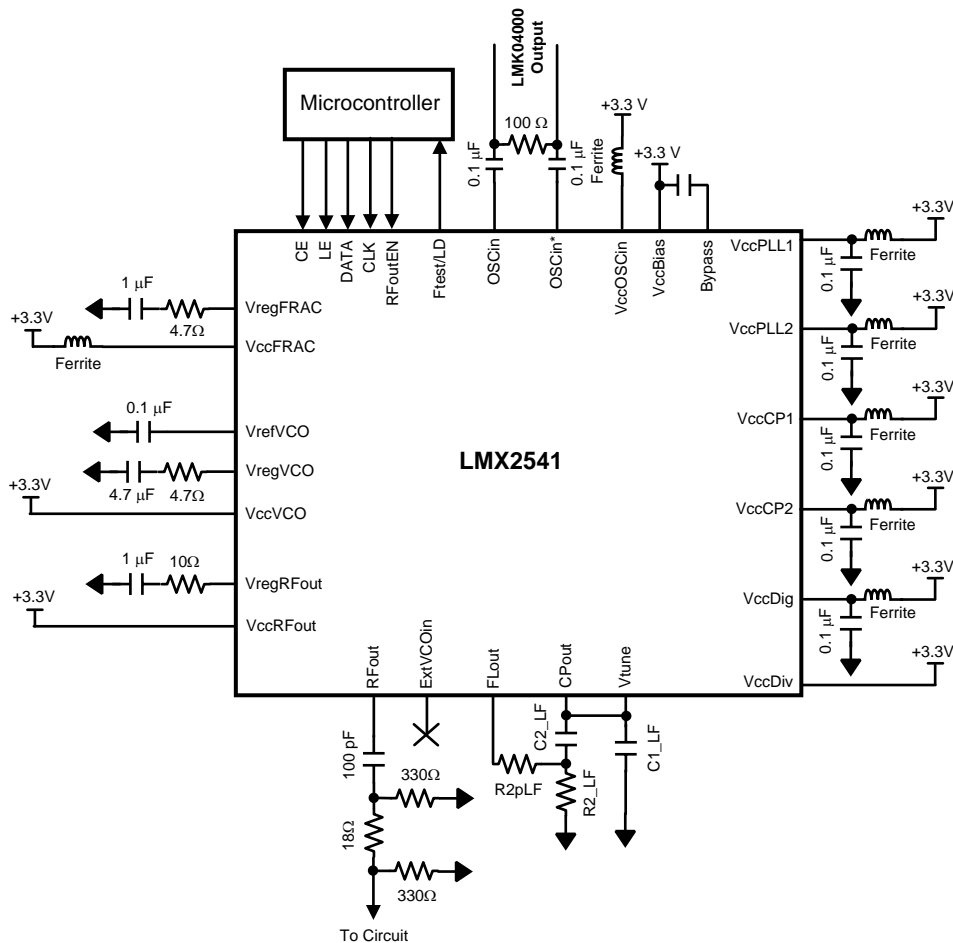 LMK04000
Output
Microcontroller
100 Ω
0.1 µF
0.1 µF
+3.3 V
Ferrite
+3.3 V
CE
LE
DATA
CLK
RFoutEN
Ftest/LD
OSCin
OSCin*
VccOSCin
VccBias
Bypass
1 µF
4.7Ω
VregFRAC
+3.3V
Ferrite
VccFRAC
0.1 µF
VrefVCO
4.7 µF
4.7Ω
VregVCO
+3.3V
VccVCO
1 µF
10Ω
VregRFout
+3.3V
VccRFout
LMX2541
VccPLL1
0.1 µF
Ferrite
+3.3V
VccPLL2
0.1 µF
Ferrite
+3.3V
VccCP1
0.1 µF
Ferrite
+3.3V
VccCP2
0.1 µF
Ferrite
+3.3V
VccDig
0.1 µF
Ferrite
+3.3V
VccDiv
+3.3V
RFout
ExtVCOin
FLout
CPout
Vtune
100 pF
330Ω
18Ω
330Ω
To Circuit
R2pLF
C2_LF
R2_LF
C1_LF